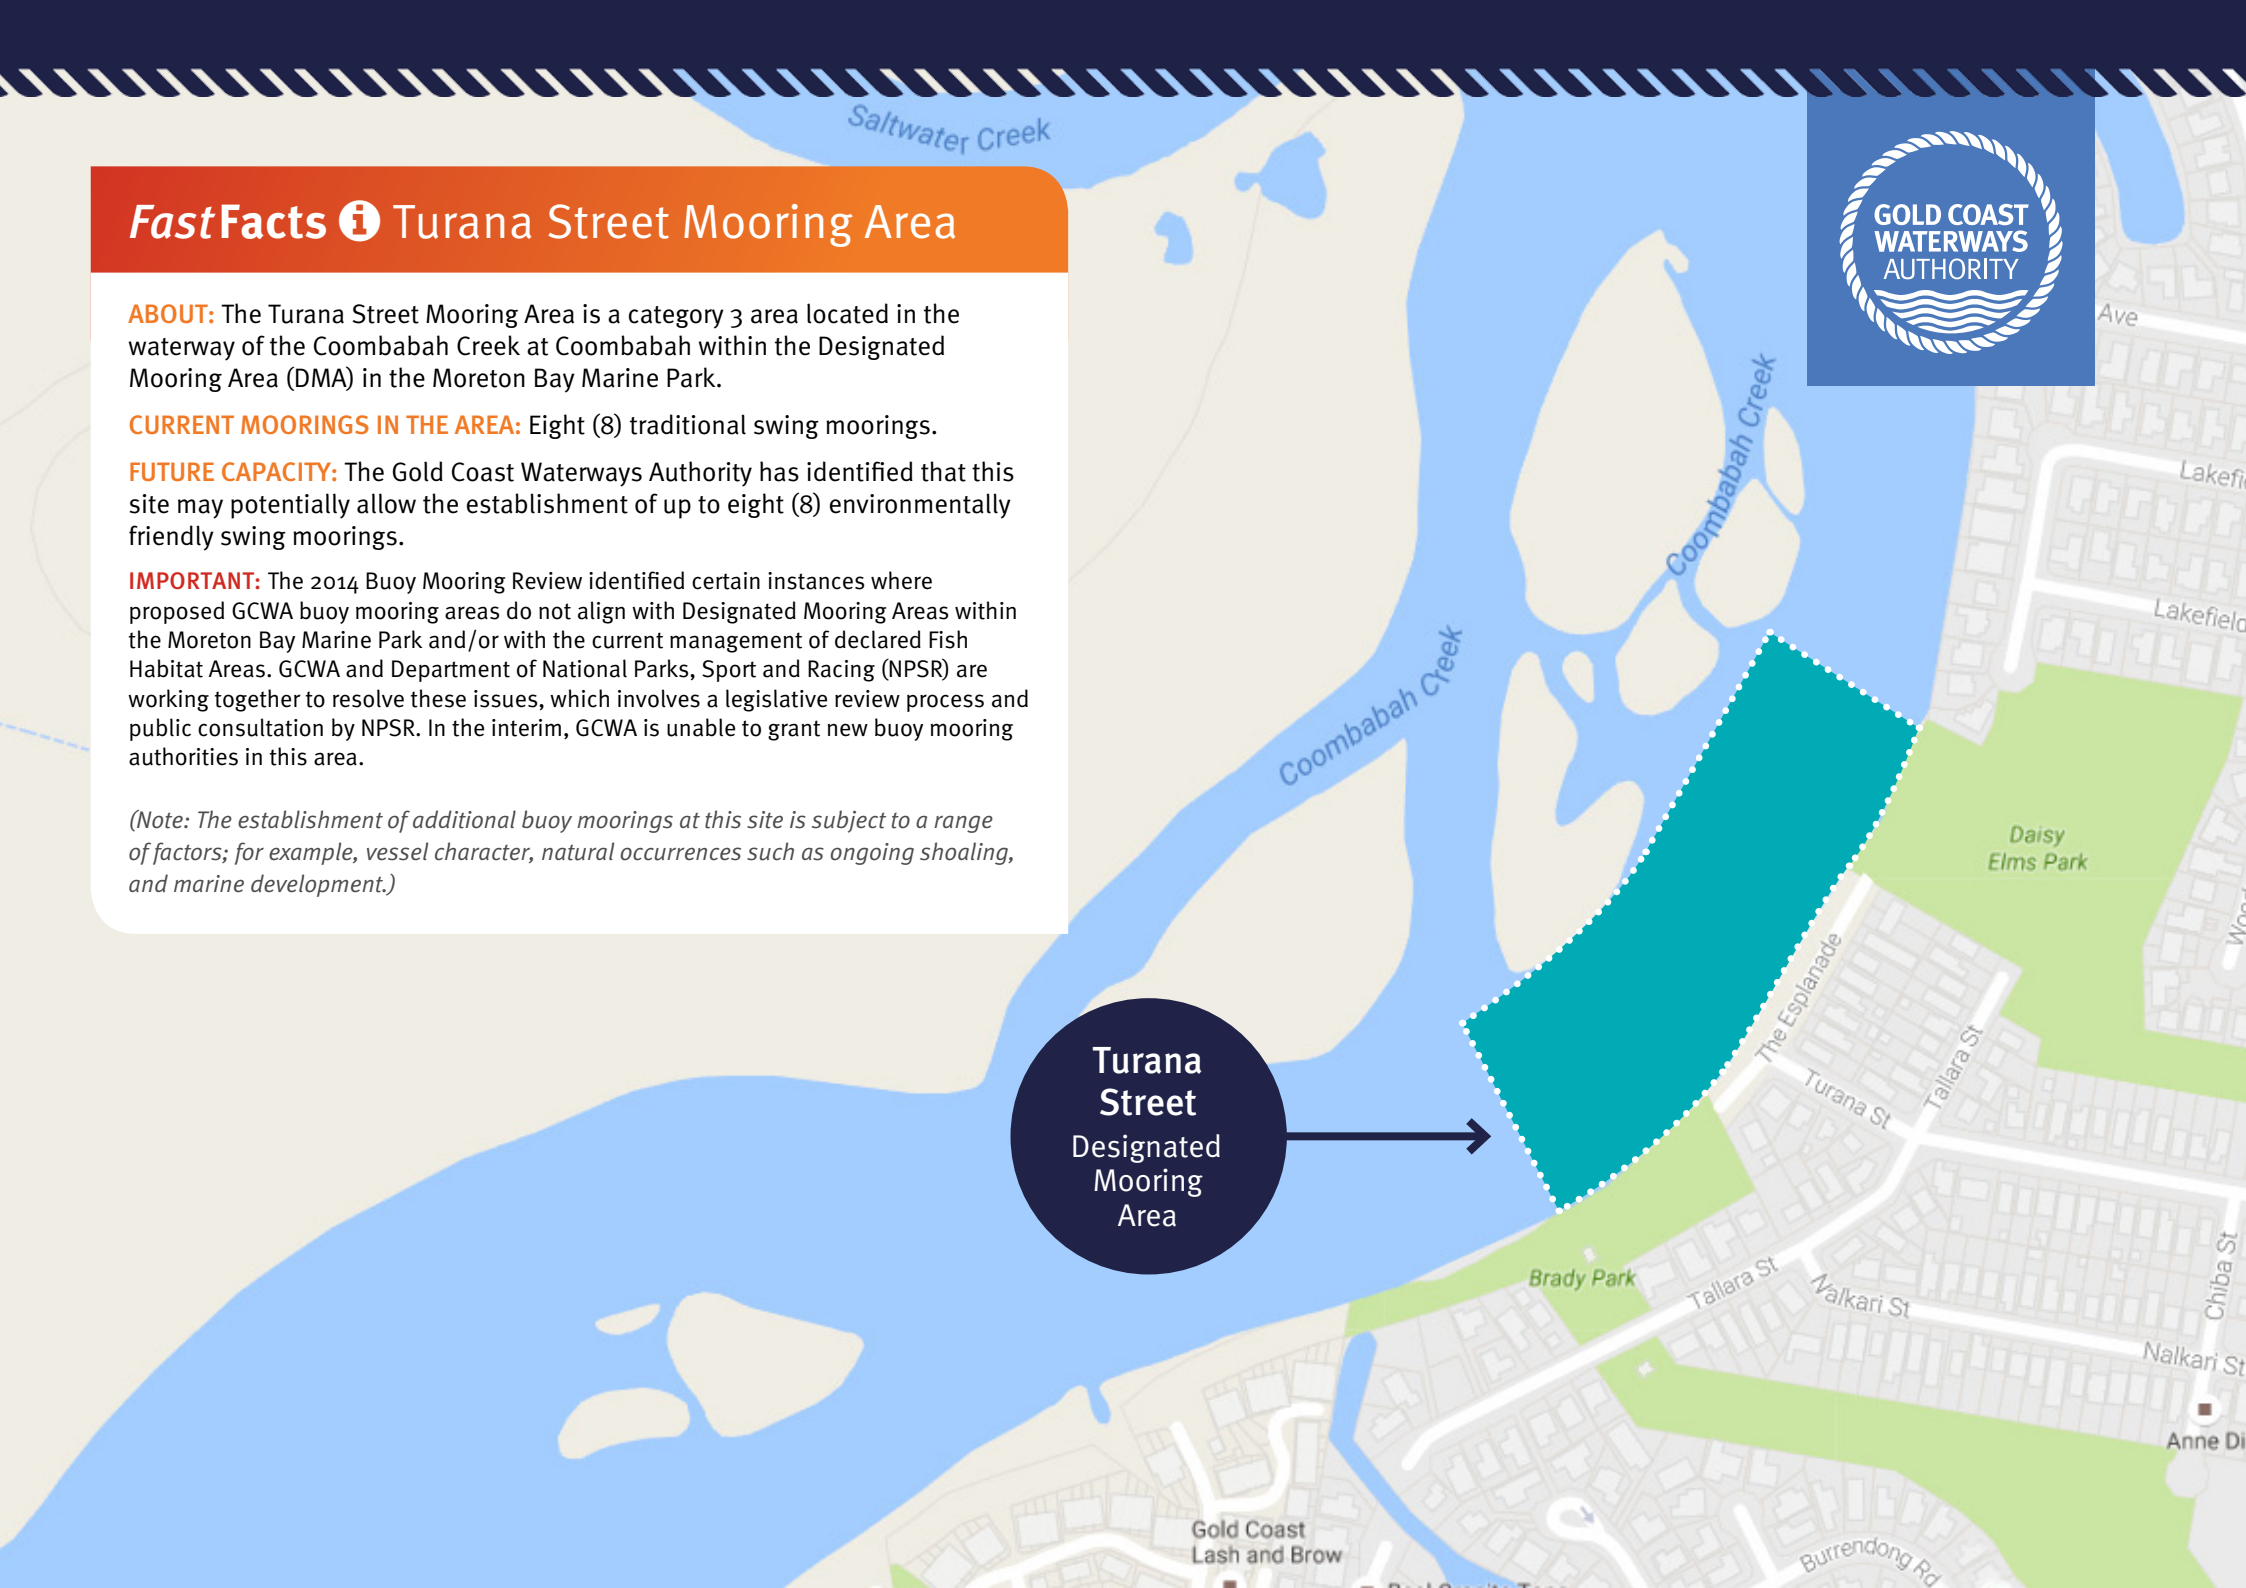 Saltwater Creek
FastFacts i Turana Street Mooring Area
GOLD COAST
WATERWAYS
AUTHORITY
ABOUT: The Turana Street Mooring Area is a category 3 area located in the
waterway of the Coombabah Creek at Coombabah within the Designated
Mooring Area (DMA) in the Moreton Bay Marine Park.
CURRENT MOORINGS IN THE AREA: Eight (8) traditional swing moorings.
FUTURE CAPACITY: The Gold Coast Waterways Authority has identified that this
site may potentially allow the establishment of up to eight (8) environmentally
friendly swing moorings.
IMPORTANT: The 2014 Buoy Mooring Review identified certain instances where
proposed GCWA buoy mooring areas do not align with Designated Mooring Areas within
the Moreton Bay Marine Park and/or with the current management of declared Fish
Habitat Areas. GCWA and Department of National Parks, Sport and Racing (NPSR) are
working together to resolve these issues, which involves a legislative review process and
public consultation by NPSR. In the interim, GCWA is unable to grant new buoy mooring
authorities in this area.
(Note: The establishment of additional buoy moorings at this site is subject to a range
of factors; for example, vessel character, natural occurrences such as ongoing shoaling,
and marine development.)
Ave
Coombabah Creek
Coombabah Creek
Lakefi
Lakefield
Daisy
Elms Park
Woo
The Esplanade
Tallara St
Turana St
Turana
Street
Designated
Mooring
Area
Brady Park
Tallara St
Nalkari St
Chiba St
Nalkari St
Anne Di
Gold Coast
Lash and Brow
Burrendong Rd